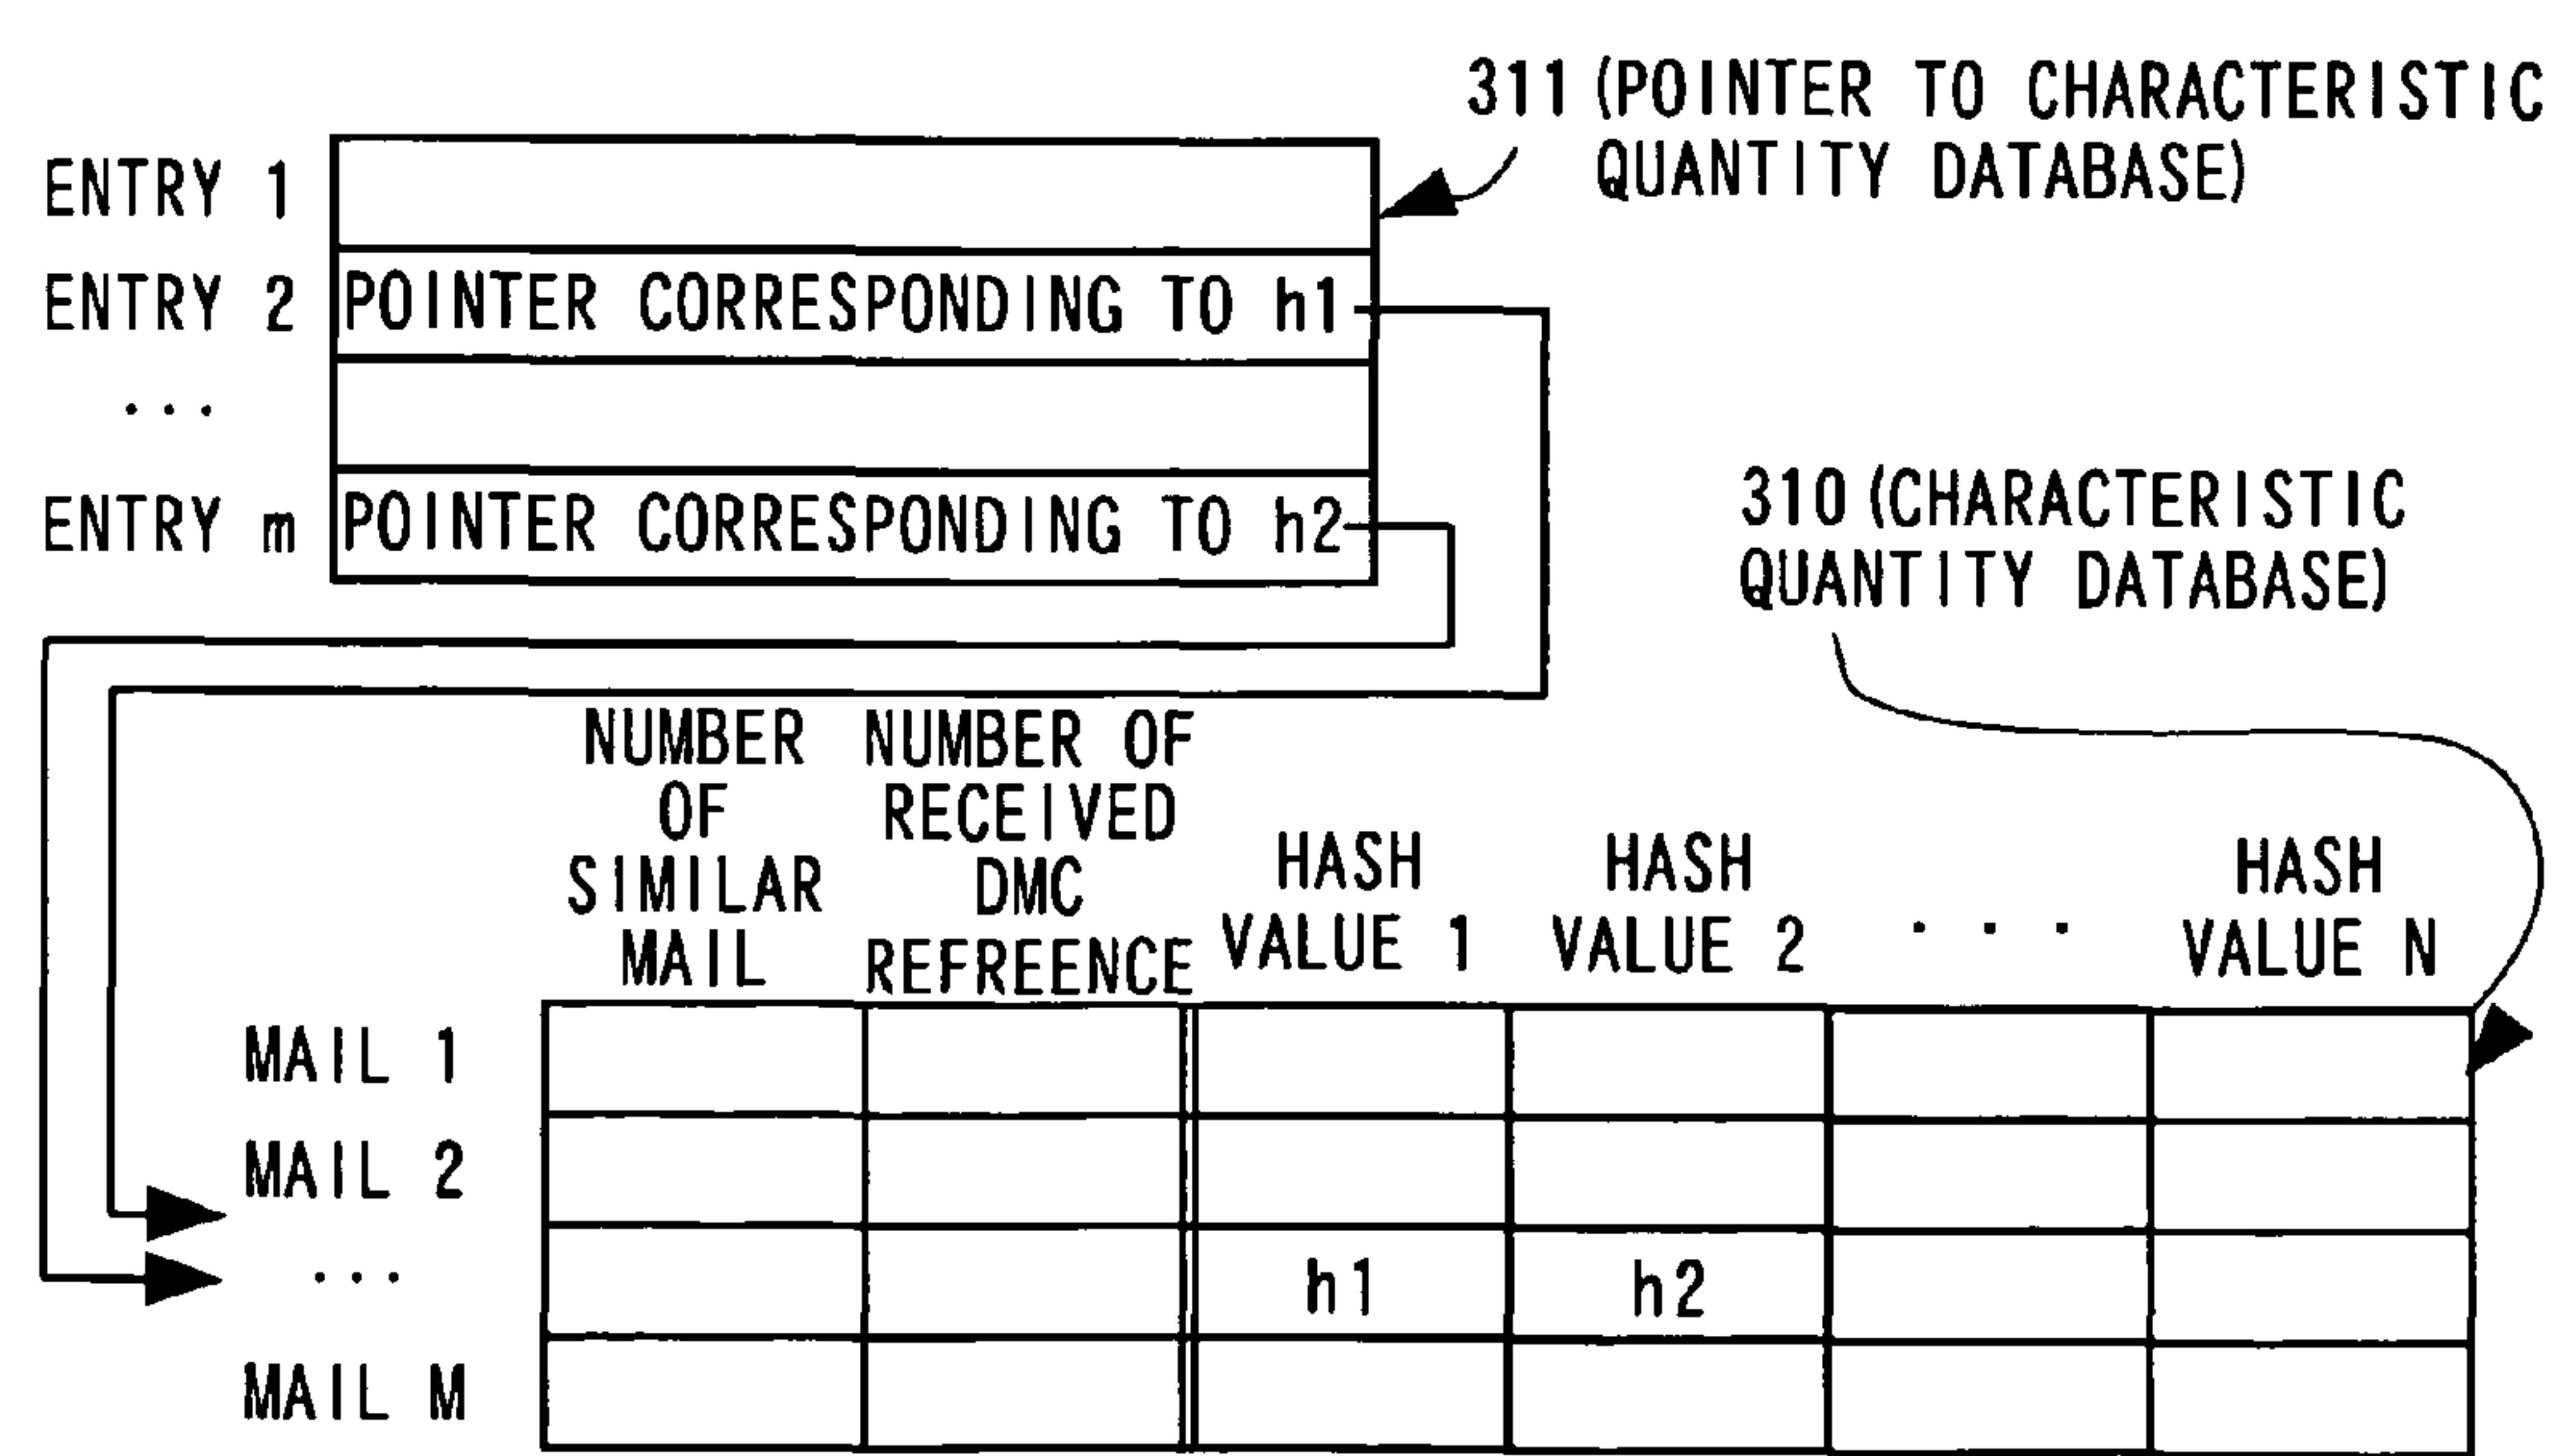 311 (POINTER TO CHARACTERISTIC
QUANTITY DATABASE)
ENTRY 1
ENTRY 2 POINTER CORRESPONDING TO h1
...
ENTRY m POINTER CORRESPONDING TO h2
310 (CHARACTERISTIC
QUANTITY DATABASE)
NUMBER
OF
SIMILAR
MAIL
NUMBER OF
RECEIVED
DMC
REFREENCE
HASH
VALUE 1
HASH
VALUE 2
. . .
HASH
VALUE N
MAIL 1
MAIL 2
... h1 h2
MAIL M